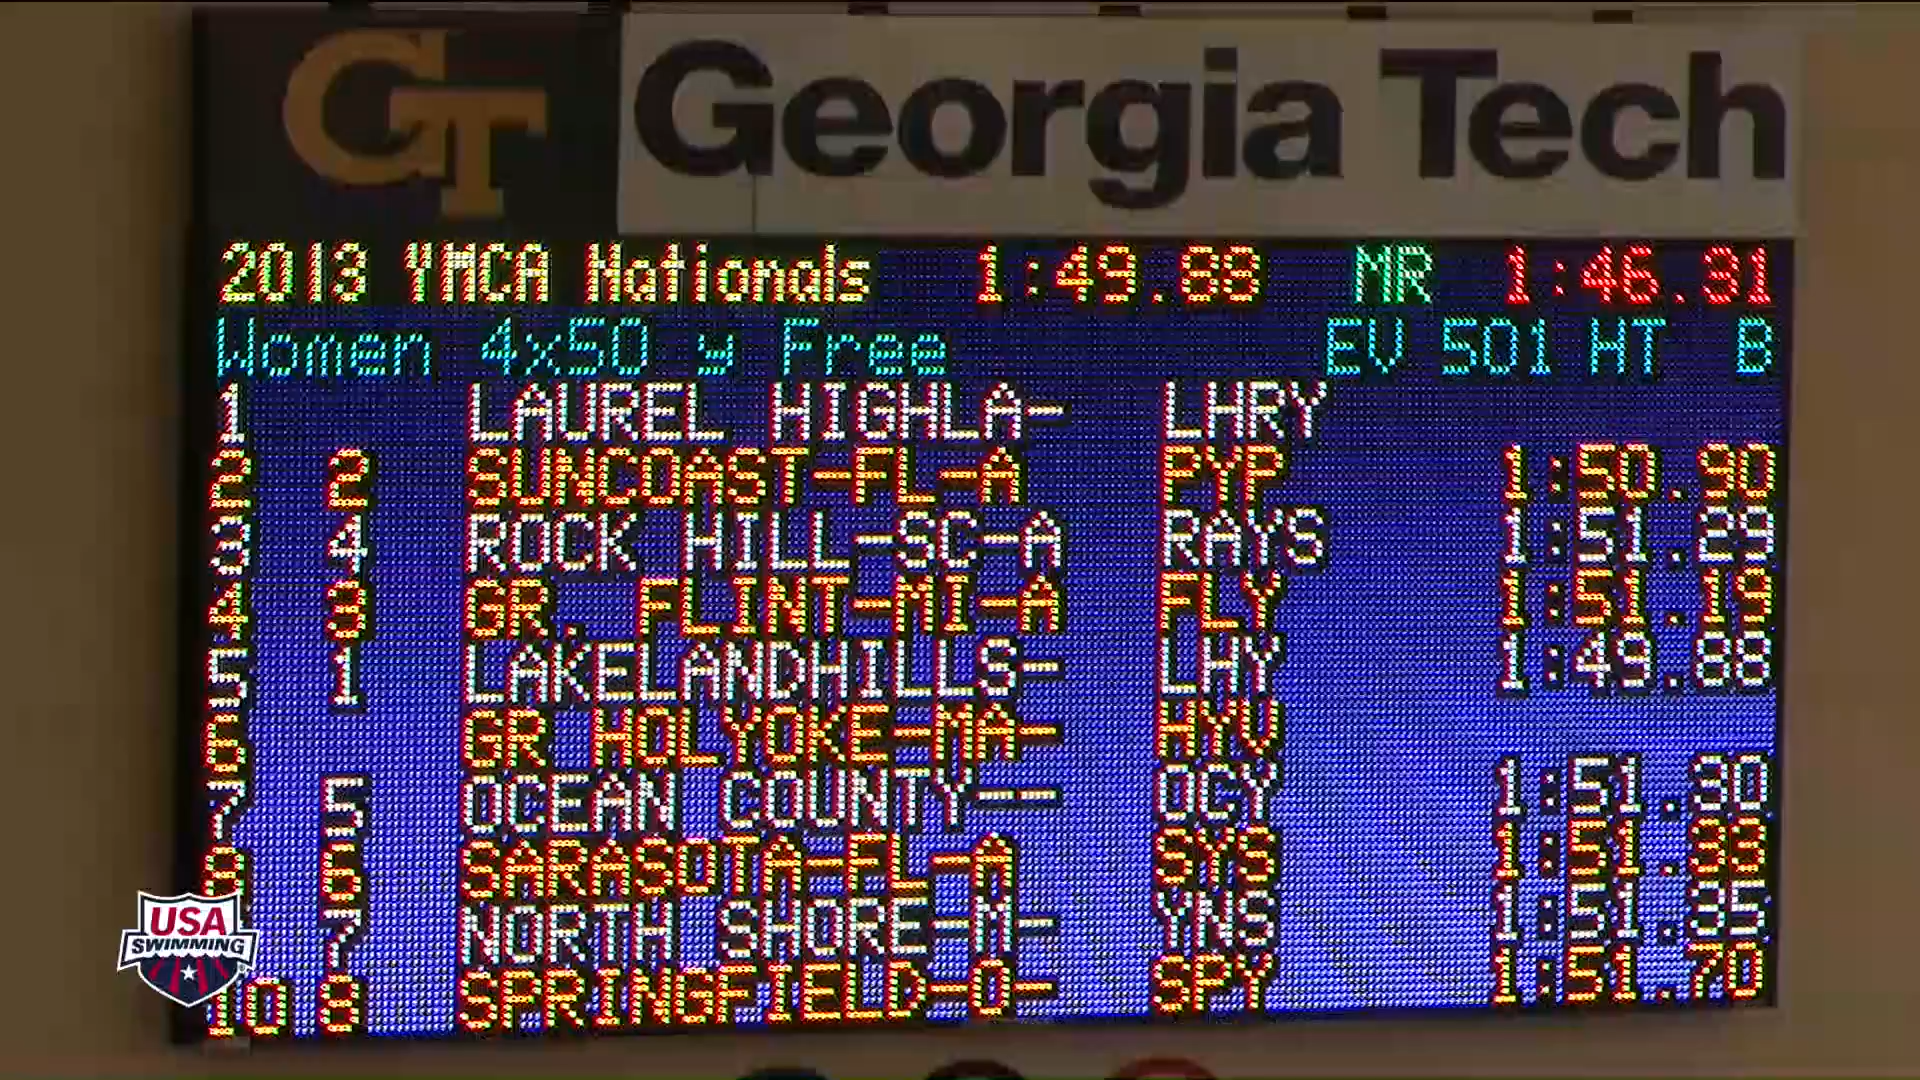 GT Georgia Tech
2013 YMCA Nationals 1:49.88 MR 1:46.31
Women 4x50 y Free EV 501 HT B
1 LAUREL HIGHLA- LHRY
2 2 SUNCOAST-FL-A PYP 1:50.90
3 4 ROCK HILL-SC-A RAYS 1:51.29
4 3 GR. FLINT-MI-A FLY 1:51.19
5 1 LAKELANDHILLS- LHY 1:49.88
6 GR HOLYOKE-MA- HYV
7 5 OCEAN COUNTY-- OCY 1:51.30
8 6 SARASOTA-FL-A SYS 1:51.33
7 NORTH SHORE-M- YNS 1:51.35
10 8 SPRINGFIELD-O- SPY 1:51.70
USA
SWIMMING